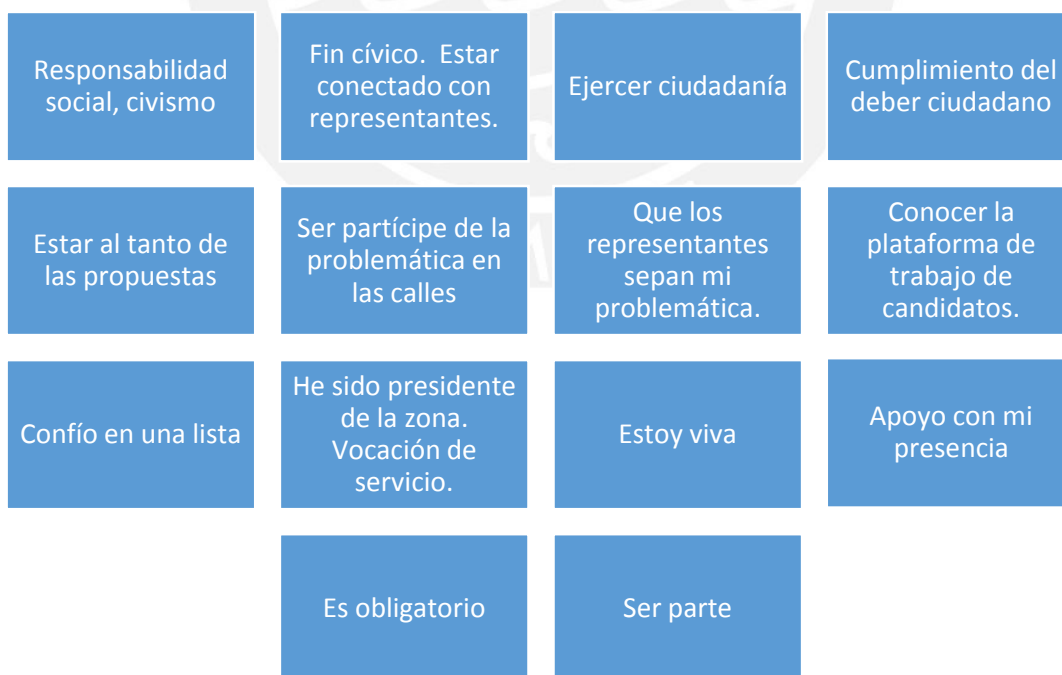 Responsabilidad
social, civismo
Fin cívico. Estar
conectado con
representantes.
Ejercer ciudadanía
Cumplimiento del
deber ciudadano
Estar al tanto de
las propuestas
Ser partícipe de la
problemática en
las calles
Que los
representantes
sepan mi
problemática.
Conocer la
plataforma de
trabajo de
candidatos.
Confío en una lista
He sido presidente
de la zona.
Vocación de
servicio.
Estoy viva
Apoyo con mi
presencia
Es obligatorio
Ser parte